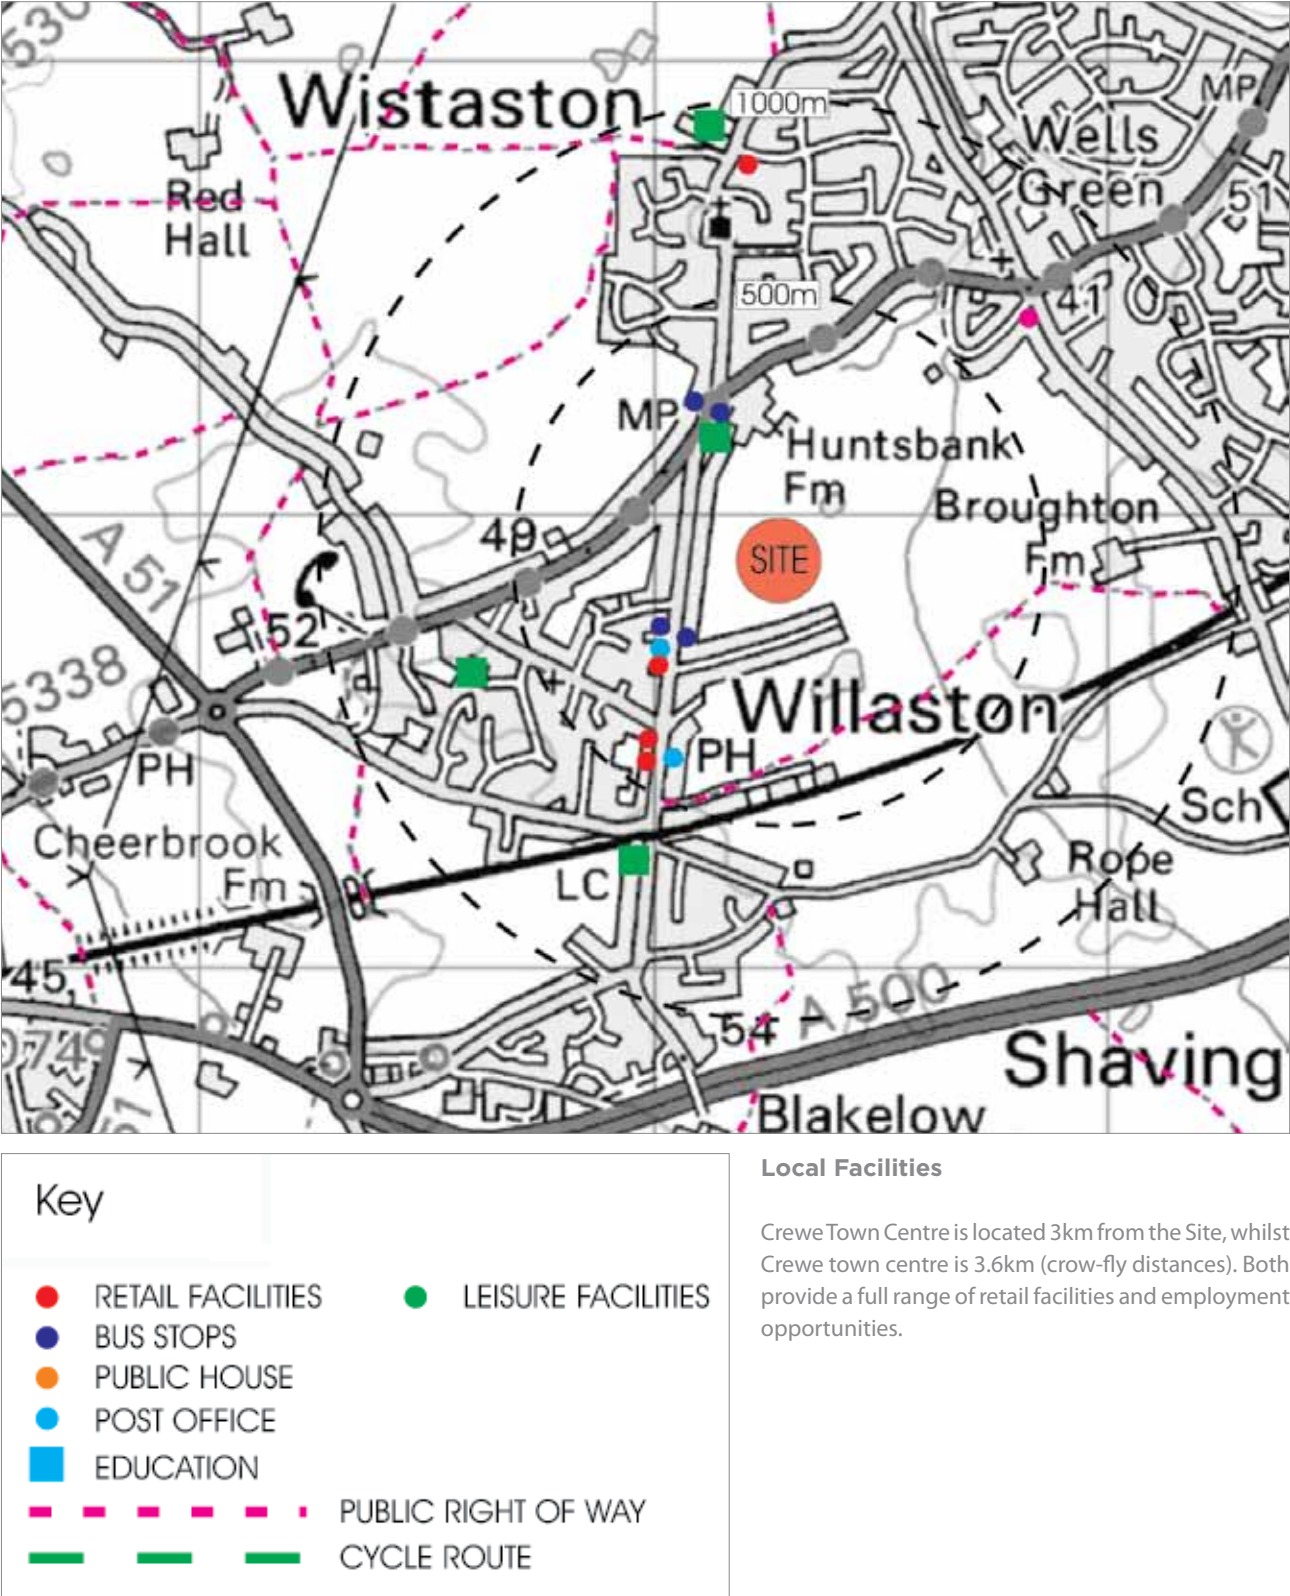 530
Wistaston
1000m
MP
Wells
Green
Red
Hall
51
500m
41
MP
Huntsbank
Fm
49
Broughton
Fm
A 51
SITE
52
5338
Willaston
PH
PH
Sch
Cheerbrook
Fm
LC
Rope
Hall
45
A 500
54
Shaving
Blakelow
Key
RETAIL FACILITIES
LEISURE FACILITIES
BUS STOPS
PUBLIC HOUSE
POST OFFICE
EDUCATION
PUBLIC RIGHT OF WAY
CYCLE ROUTE
Local Facilities
Crewe Town Centre is located 3km from the Site, whilst
Crewe town centre is 3.6km (crow-fly distances). Both
provide a full range of retail facilities and employment
opportunities.